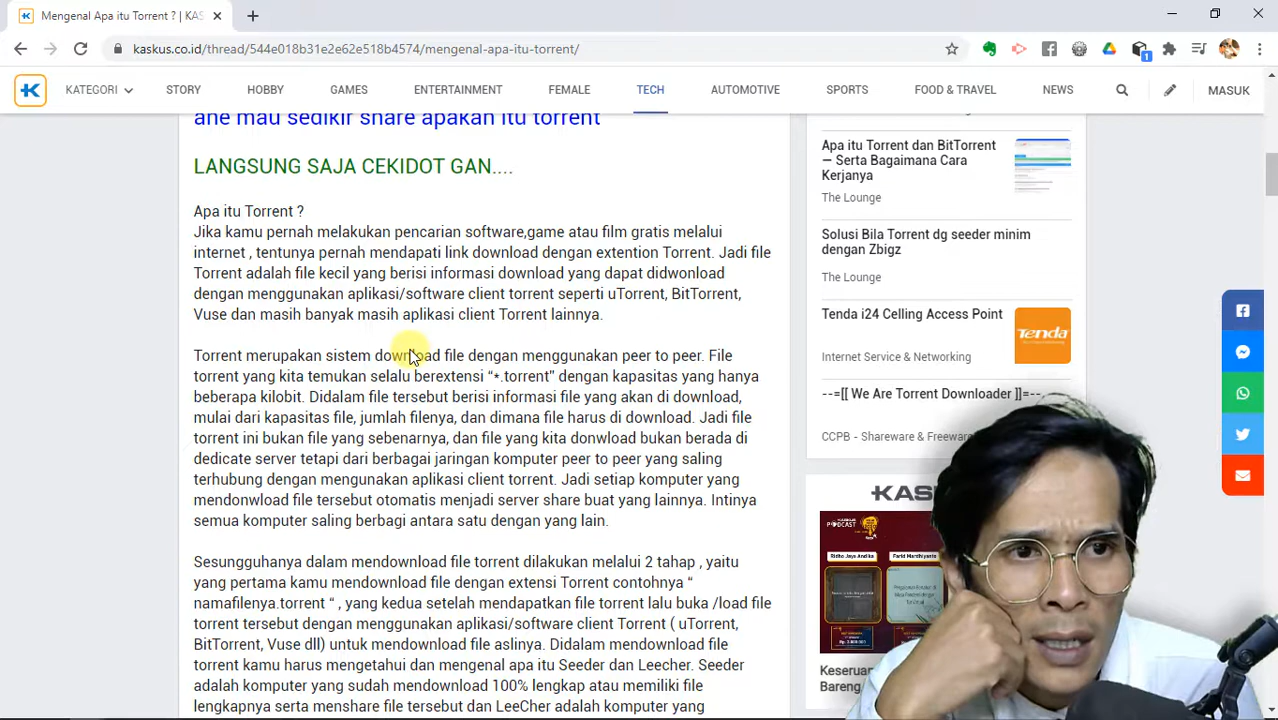 Mengenal Apa itu Torrent ? | KAS
kaskus.co.id/thread/544e018b31e2e62e518b4574/mengenal-apa-itu-torrent/
KATEGORI
STORY
HOBBY
GAMES
ENTERTAINMENT
FEMALE
TECH
AUTOMOTIVE
SPORTS
FOOD & TRAVEL
NEWS
MASUK
ane mau sedikir share apakan itu torrent
LANGSUNG SAJA CEKIDOT GAN....
Apa itu Torrent ?
Jika kamu pernah melakukan pencarian software,game atau film gratis melalui
internet , tentunya pernah mendapati link download dengan extention Torrent. Jadi file
Torrent adalah file kecil yang berisi informasi download yang dapat didwonload
dengan menggunakan aplikasi/software client torrent seperti uTorrent, BitTorrent,
Vuse dan masih banyak masih aplikasi client Torrent lainnya.
Torrent merupakan sistem download file dengan menggunakan peer to peer. File
torrent yang kita temukan selalu berextensi “*.torrent” dengan kapasitas yang hanya
beberapa kilobit. Didalam file tersebut berisi informasi file yang akan di download,
mulai dari kapasitas file, jumlah filenya, dan dimana file harus di download. Jadi file
torrent ini bukan file yang sebenarnya, dan file yang kita donwload bukan berada di
dedicate server tetapi dari berbagai jaringan komputer peer to peer yang saling
terhubung dengan mengunakan aplikasi client torrent. Jadi setiap komputer yang
mendonwload file tersebut otomatis menjadi server share buat yang lainnya. Intinya
semua komputer saling berbagi antara satu dengan yang lain.
Sesungguhanya dalam mendownload file torrent dilakukan melalui 2 tahap , yaitu
yang pertama kamu mendownload file dengan extensi Torrent contohnya “
namafilenya.torrent “ , yang kedua setelah mendapatkan file torrent lalu buka /load file
torrent tersebut dengan menggunakan aplikasi/software client Torrent ( uTorrent,
BitTorrent, Vuse dll) untuk mendownload file aslinya. Didalam mendownload file
torrent kamu harus mengetahui dan mengenal apa itu Seeder dan Leecher. Seeder
adalah komputer yang sudah mendownload 100% lengkap atau memiliki file
lengkapnya serta menshare file tersebut dan LeeCher adalah komputer yang
Apa itu Torrent dan BitTorrent
— Serta Bagaimana Cara
Kerjanya
The Lounge
Solusi Bila Torrent dg seeder minim
dengan Zbigz
The Lounge
Tenda i24 Celling Access Point
Tenda
Internet Service & Networking
--=[[ We Are Torrent Downloader ]]=--
CCPB - Shareware & Freeware
KAS
KASKUS
PODCAST
Ridho Jaya Andika
Farid Mardhiyanto
Keseruan
Bareng
1